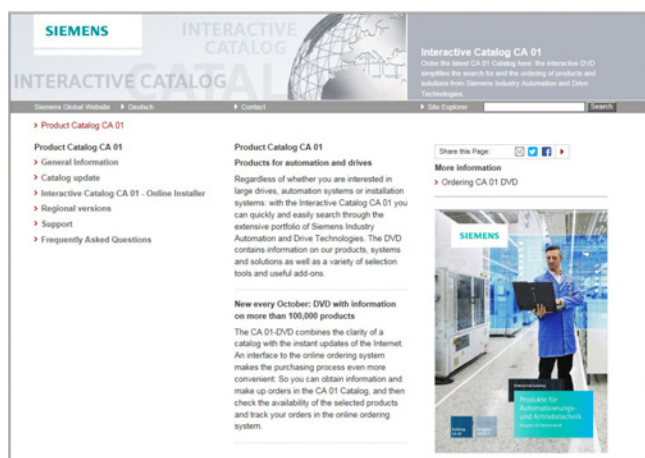 SIEMENS
INTERACTIVE
CATALOG
INTERACTIVE CATALOG
CATAL
Interactive Catalog CA 01
Order the latest CA 01 Catalog here: the interactive DVD
simplifies the search for and the ordering of products and
solutions from Siemens Industry Automation and Drive
Technologies.
Siemens Global Website Deutsch Contact Site Explorer Search
Product Catalog CA 01
Product Catalog CA 01
General Information
Catalog update
Interactive Catalog CA 01 - Online Installer
Regional versions
Support
Frequently Asked Questions
Product Catalog CA 01
Products for automation and drives
Regardless of whether you are interested in
large drives, automation systems or installation
systems: with the Interactive Catalog CA 01 you
can quickly and easily search through the
extensive portfolio of Siemens Industry
Automation and Drive Technologies. The DVD
contains information on our products, systems
and solutions as well as a variety of selection
tools and useful add-ons.
New every October: DVD with information
on more than 100,000 products
The CA 01-DVD combines the clarity of a
catalog with the instant updates of the Internet.
An interface to the online ordering system
makes the purchasing process even more
convenient: So you can obtain information and
make up orders in the CA 01 Catalog, and then
check the availability of the selected products
and track your orders in the online ordering
system.
Share this Page:
More information
Ordering CA 01 DVD
SIEMENS
Interactive Catalog
Produkte für
Automatisierungs-
und Antriebstechnik